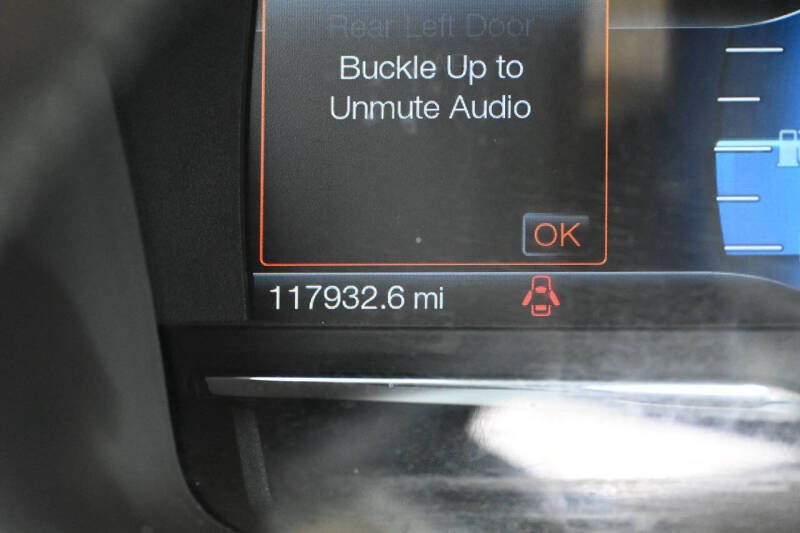 Rear Left Door
Buckle Up to
Unmute Audio
OK
117932.6 mi